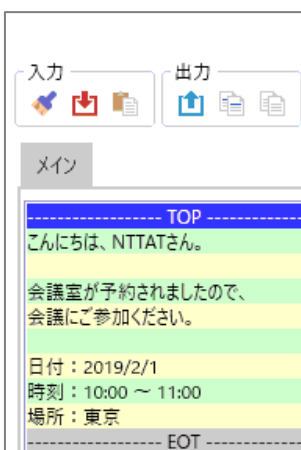 入力 出力
メイン
------------------ TOP -------------
こんにちは、NTTATさん。
会議室が予約されましたので、
会議にご参加ください。
日付：2019/2/1
時刻：10:00 ～ 11:00
場所：東京
------------------ EOT -------------